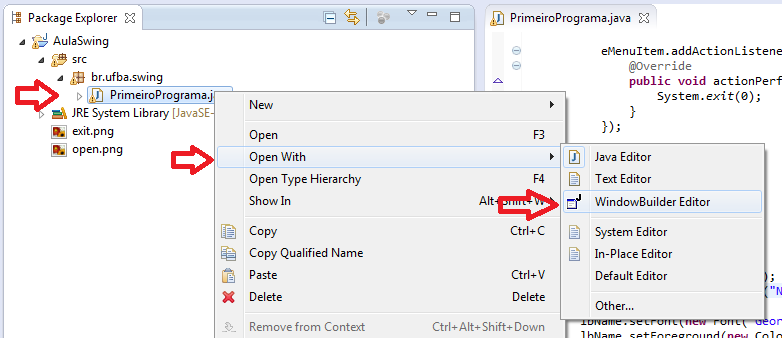 Package Explorer
AulaSwing
src
br.ufba.swing
PrimeiroPrograma.j
JRE System Library [JavaSE-
exit.png
open.png
New
Open F3
Open With
Open Type Hierarchy F4
Show In Alt+Shift+W
Copy Ctrl+C
Copy Qualified Name
Paste Ctrl+V
Delete Delete
Remove from Context Ctrl+Alt+Shift+Down
Java Editor
Text Editor
WindowBuilder Editor
System Editor
In-Place Editor
Default Editor
Other...
PrimeiroPrograma.java
eMenuItem.addActionListene
@Override
public void actionPerf
System.exit(0);
}
});
);
("N
lbName.setFont(new Font("Geor
lbName.setForeground(new Colo